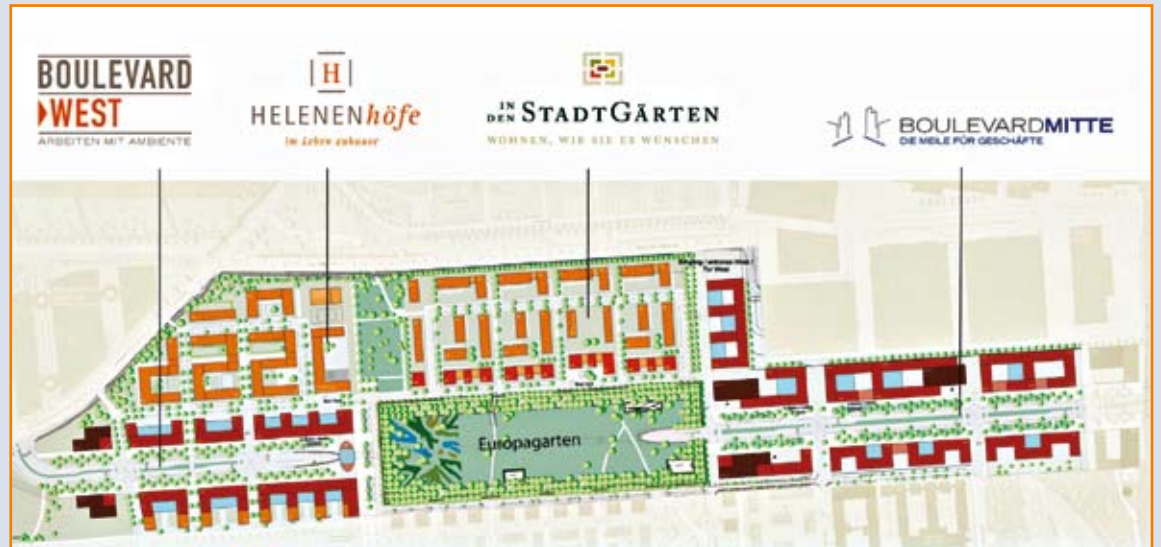 BOULEVARD
WEST
ARBEITEN MIT AMBIENTE
H
HELENENhöfe
im Leben zuhause
IN DEN STADTGÄRTEN
WOHNEN, WIE SIE ES WÜNSCHEN
BOULEVARDMITTE
DIE MEILE FÜR GESCHÄFTE
Europagarten